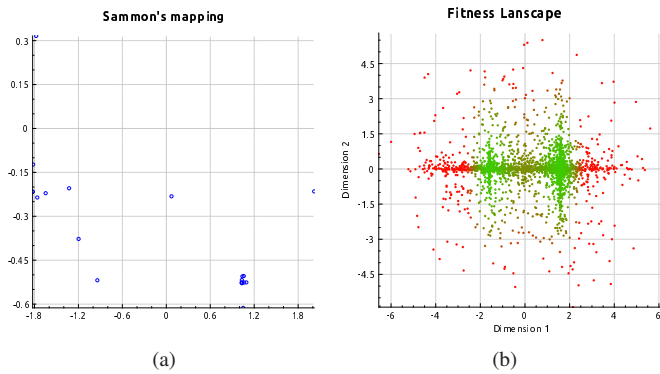 Sammon's mapping
0.3
0.15
0
-0.15
-0.3
-0.45
-0.6
-1.8 -1.2 -0.6 0 0.6 1.2 1.8
(a)
Fitness Lanscape
4.5
3
1.5
0
-1.5
-3
-4.5
Dimension 2
-6 -4 -2 0 2 4 6
Dimension 1
(b)